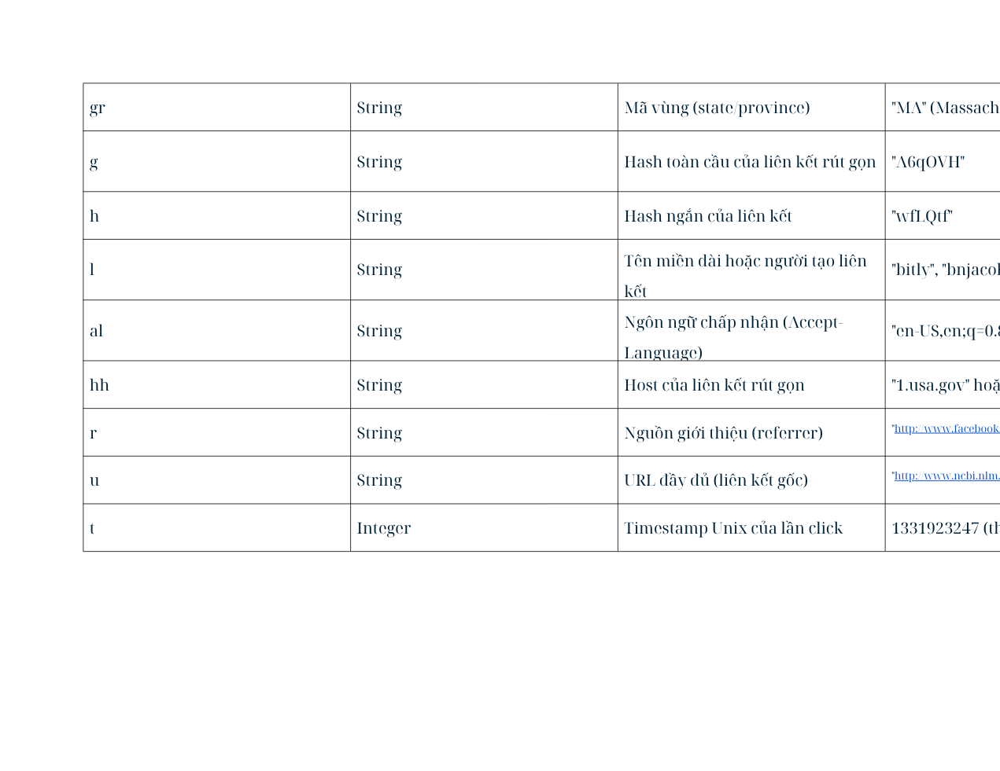 gr String Mã vùng (state/province) "MA" (Massach
g String Hash toàn cầu của liên kết rút gọn "A6qOVH"
h String Hash ngắn của liên kết "wfLQtf"
l String Tên miền dài hoặc người tạo liên "bitly",
kết
al String Ngôn ngữ chấp nhận (Accept- "en-US,en;q=0.8
Language)
hh String Host của liên kết rút gọn "1.usa.gov" hoặ
r String Nguồn giới thiệu (referrer) "http://www.facebook.
u String URL đầy đủ (liên kết gốc) "http://www.ncbi.nlm.
t Integer Timestamp Unix của lần click 1331923247 (th